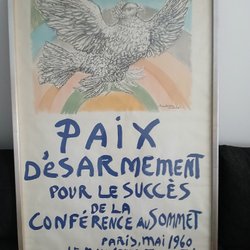 PAIX
DÉSARMEMENT
POUR LE SUCCÈS
DE LA
CONFÉRENCE AU SOMMET
PARIS, MAI 1960